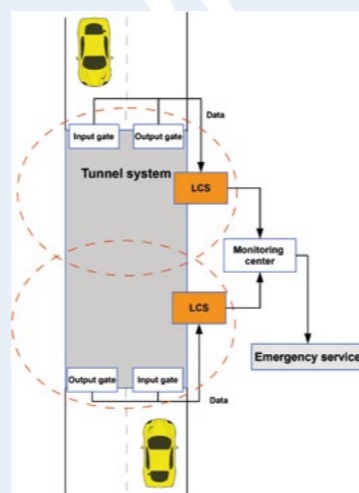 Data
Input gate
Output gate
Tunnel system
LCS
Monitoring
center
LCS
Emergency service
Output gate
Input gate
Data